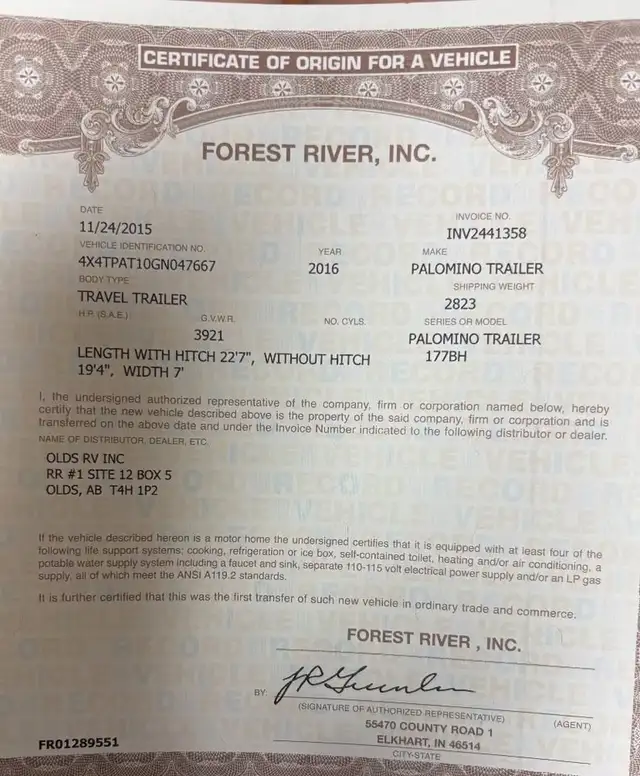 CERTIFICATE OF ORIGIN FOR A VEHICLE
FOREST RIVER, INC.
DATE
11/24/2015
INVOICE NO.
INV2441358
VEHICLE IDENTIFICATION NO.
YEAR
MAKE
4X4TPAT10GN047667
2016
PALOMINO TRAILER
BODY TYPE
SHIPPING WEIGHT
TRAVEL TRAILER
2823
H.P. (S.A.E.)
G.V.W.R.
NO. CYLS.
SERIES OR MODEL
3921
PALOMINO TRAILER
177BH
LENGTH WITH HITCH 22'7", WITHOUT HITCH
19'4", WIDTH 7'
I, the undersigned authorized representative of the company, firm or corporation named below, hereby
certify that the new vehicle described above is the property of the said company, firm or corporation and is
transferred on the above date and under the Invoice Number indicated to the following distributor or dealer.
NAME OF DISTRIBUTOR, DEALER, ETC.
OLDS RV INC
RR #1 SITE 12 BOX 5
OLDS, AB T4H 1P2
If the vehicle described hereon is a motor home the undersigned certifies that it is equipped with at least four of the
following life support systems: cooking, refrigeration or ice box, self-contained toilet, heating and/or air conditioning, a
potable water supply system including a faucet and sink, separate 110-115 volt electrical power supply and/or an LP gas
supply, all of which meet the ANSI A119.2 standards.
It is further certified that this was the first transfer of such new vehicle in ordinary trade and commerce.
FOREST RIVER , INC.
BY:
(SIGNATURE OF AUTHORIZED REPRESENTATIVE)
(AGENT)
55470 COUNTY ROAD 1
ELKHART, IN 46514
CITY-STATE
FR01289551